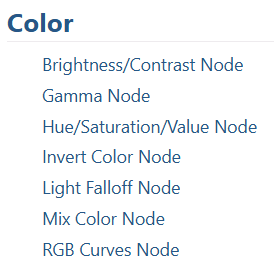 Color
Brightness/Contrast Node
Gamma Node
Hue/Saturation/Value Node
Invert Color Node
Light Falloff Node
Mix Color Node
RGB Curves Node